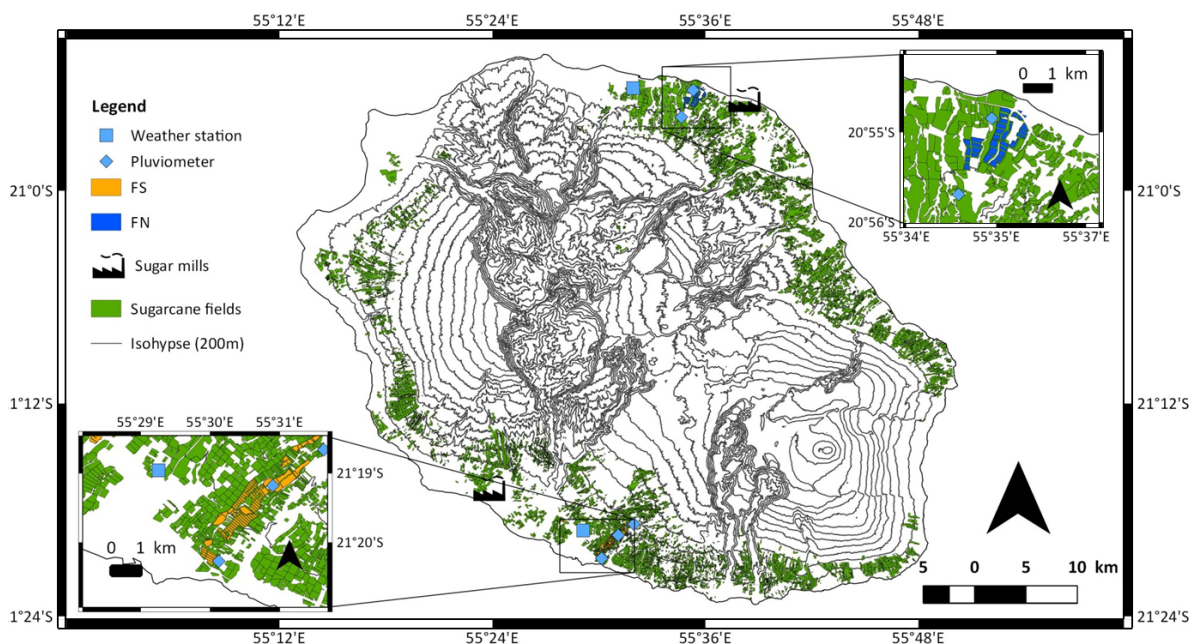 55°12'E 55°24'E 55°36'E 55°48'E
Legend
Weather station
Pluviometer
FS
FN
Sugar mills
Sugarcane fields
Isohypse (200m)
21°0'S
1°12'S
1°24'S
0 1 km
20°55'S
20°56'S
55°34'E 55°35'E 55°37'E
21°0'S
21°12'S
21°24'S
55°29'E 55°30'E 55°31'E
21°19'S
21°20'S
0 1 km
5 0 5 10 km
55°12'E 55°24'E 55°36'E 55°48'E